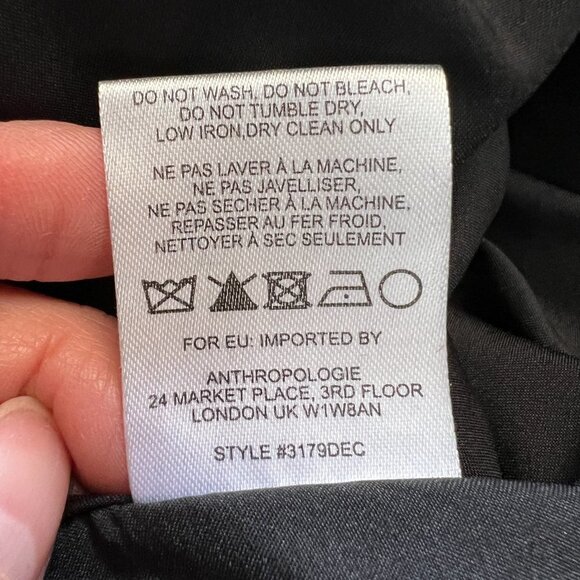 DO NOT WASH, DO NOT BLEACH,
DO NOT TUMBLE DRY,
LOW IRON,DRY CLEAN ONLY
NE PAS LAVER À LA MACHINE,
NE PAS JAVELLISER,
NE PAS SECHER À LA MACHINE,
REPASSER AU FER FROID,
NETTOYER À SEC SEULEMENT
FOR EU: IMPORTED BY
ANTHROPOLOGIE
24 MARKET PLACE, 3RD FLOOR
LONDON UK W1W8AN
STYLE #3179DEC